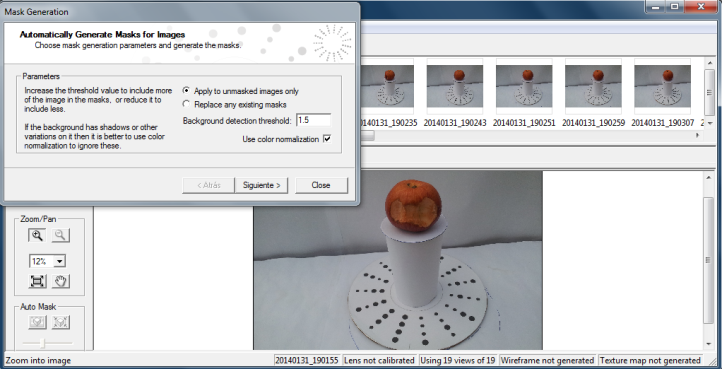 Mask Generation
Automatically Generate Masks for Images
Choose mask generation parameters and generate the masks.
Parameters
Increase the threshold value to include more
of the image in the masks, or reduce it to
include less.
If the background has shadows or other
variations on it then it is better to use color
normalization to ignore these.
Apply to unmasked images only
Replace any existing masks
Background detection threshold: 1.5
Use color normalization
< Atrás
Siguiente >
Close
20140131_190235
20140131_190243
20140131_190251
20140131_190259
20140131_190307
2
Zoom/Pan
12%
Auto Mask
Zoom into image
20140131_190155
Lens not calibrated
Using 19 views of 19
Wireframe not generated
Texture map not generated